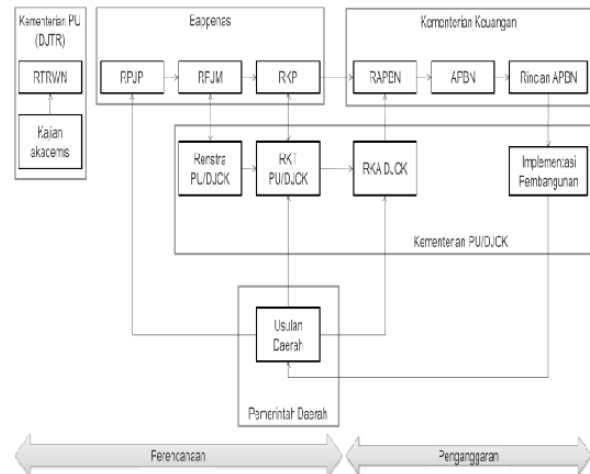 Kementerian PU
(DJTR)
Bappenas
Kementerian Keuangan
RTRWN
RPJP
RPJM
RKP
RAPBN
APBN
Rincian APBN
Kajian
akademis
Renstra
PU/DJCK
RKT
PU/DJCK
RKA DJCK
Implementasi
Pembangunan
Kementerian PU/DJCK
Usulan
Daerah
Pemerintah Daerah
Perencanaan
Penganggaran